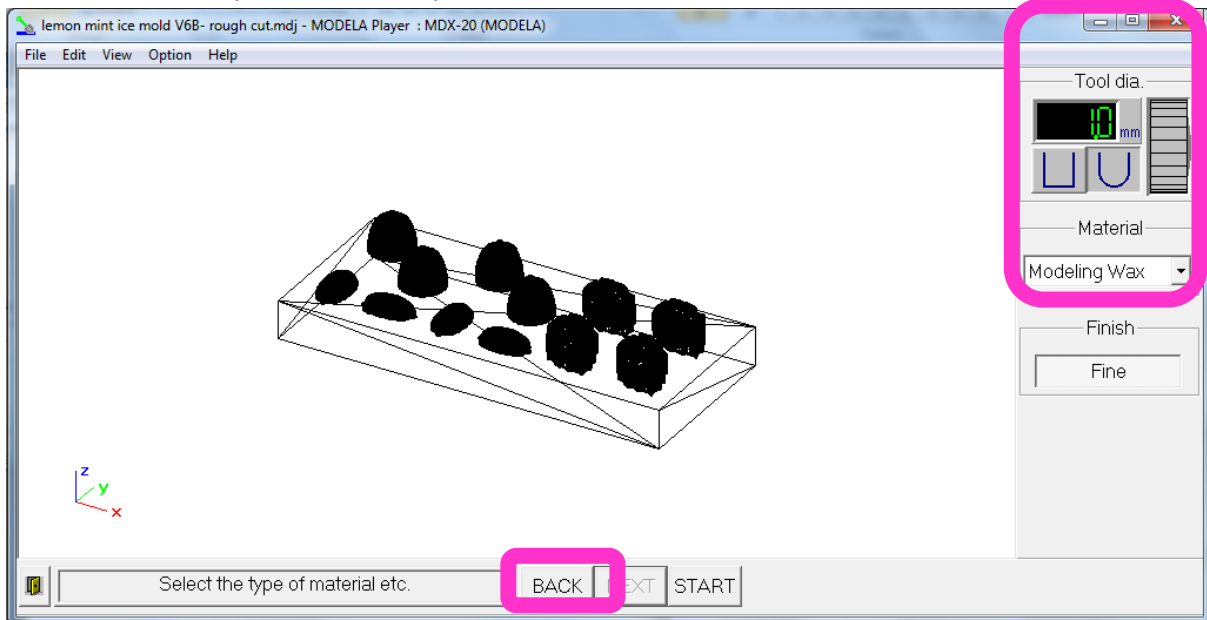 lemon mint ice mold V6B- rough cut.mdj - MODELA Player : MDX-20 (MODELA)
File Edit View Option Help
Tool dia.
1.0 mm
Material
Modeling Wax
Finish
Fine
z
y
x
Select the type of material etc.
BACK NEXT START